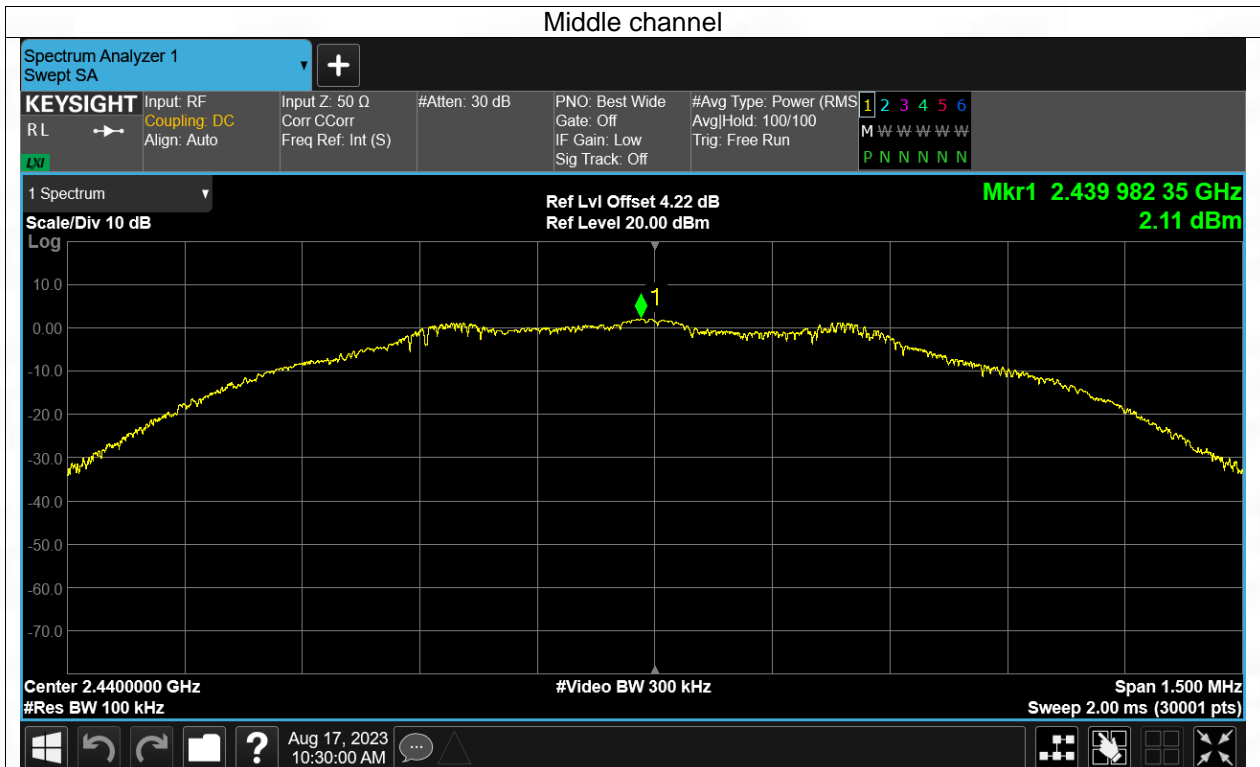 Middle channel
Spectrum Analyzer 1
Swept SA
KEYSIGHT
RL
LXI
Input: RF
Coupling: DC
Align: Auto
Input Z: 50 Ω
Corr CCorr
Freq Ref: Int (S)
#Atten: 30 dB
PNO: Best Wide
Gate: Off
IF Gain: Low
Sig Track: Off
#Avg Type: Power (RMS
Avg|Hold: 100/100
Trig: Free Run
1 2 3 4 5 6
M W W W W W
P N N N N N
1 Spectrum
Scale/Div 10 dB
Log
Ref Lvl Offset 4.22 dB
Ref Level 20.00 dBm
Mkr1 2.439 982 35 GHz
2.11 dBm
1
10.0
0.00
-10.0
-20.0
-30.0
-40.0
-50.0
-60.0
-70.0
Center 2.4400000 GHz
#Res BW 100 kHz
#Video BW 300 kHz
Span 1.500 MHz
Sweep 2.00 ms (30001 pts)
?
Aug 17, 2023
10:30:00 AM